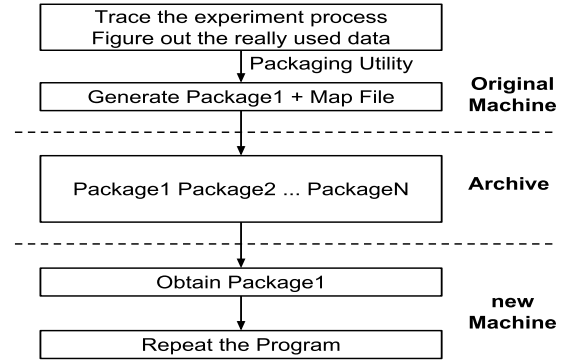 Trace the experiment process
Figure out the really used data
Packaging Utility
Generate Package1 + Map File
Original
Machine
Package1 Package2 ... PackageN
Archive
Obtain Package1
new
Machine
Repeat the Program